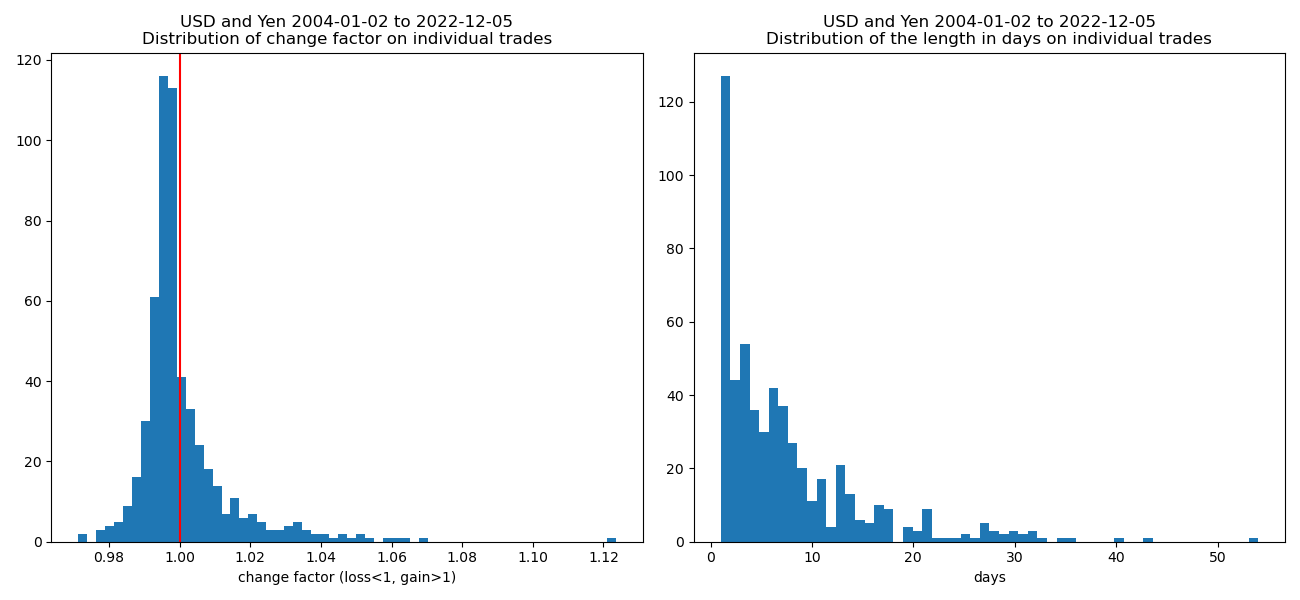 USD and Yen 2004-01-02 to 2022-12-05
Distribution of change factor on individual trades
120
100
80
60
40
20
0
0.98 1.00 1.02 1.04 1.06 1.08 1.10 1.12
change factor (loss<1, gain>1)
USD and Yen 2004-01-02 to 2022-12-05
Distribution of the length in days on individual trades
120
100
80
60
40
20
0
0 10 20 30 40 50
days